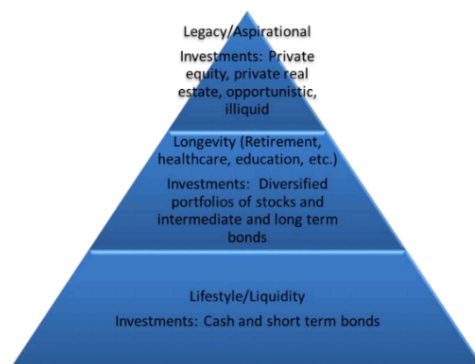 Legacy/Aspirational
Investments: Private
equity, private real
estate, opportunistic,
illiquid
Longevity (Retirement,
healthcare, education, etc.)
Investments: Diversified
portfolios of stocks and
intermediate and long term
bonds
Lifestyle/Liquidity
Investments: Cash and short term bonds